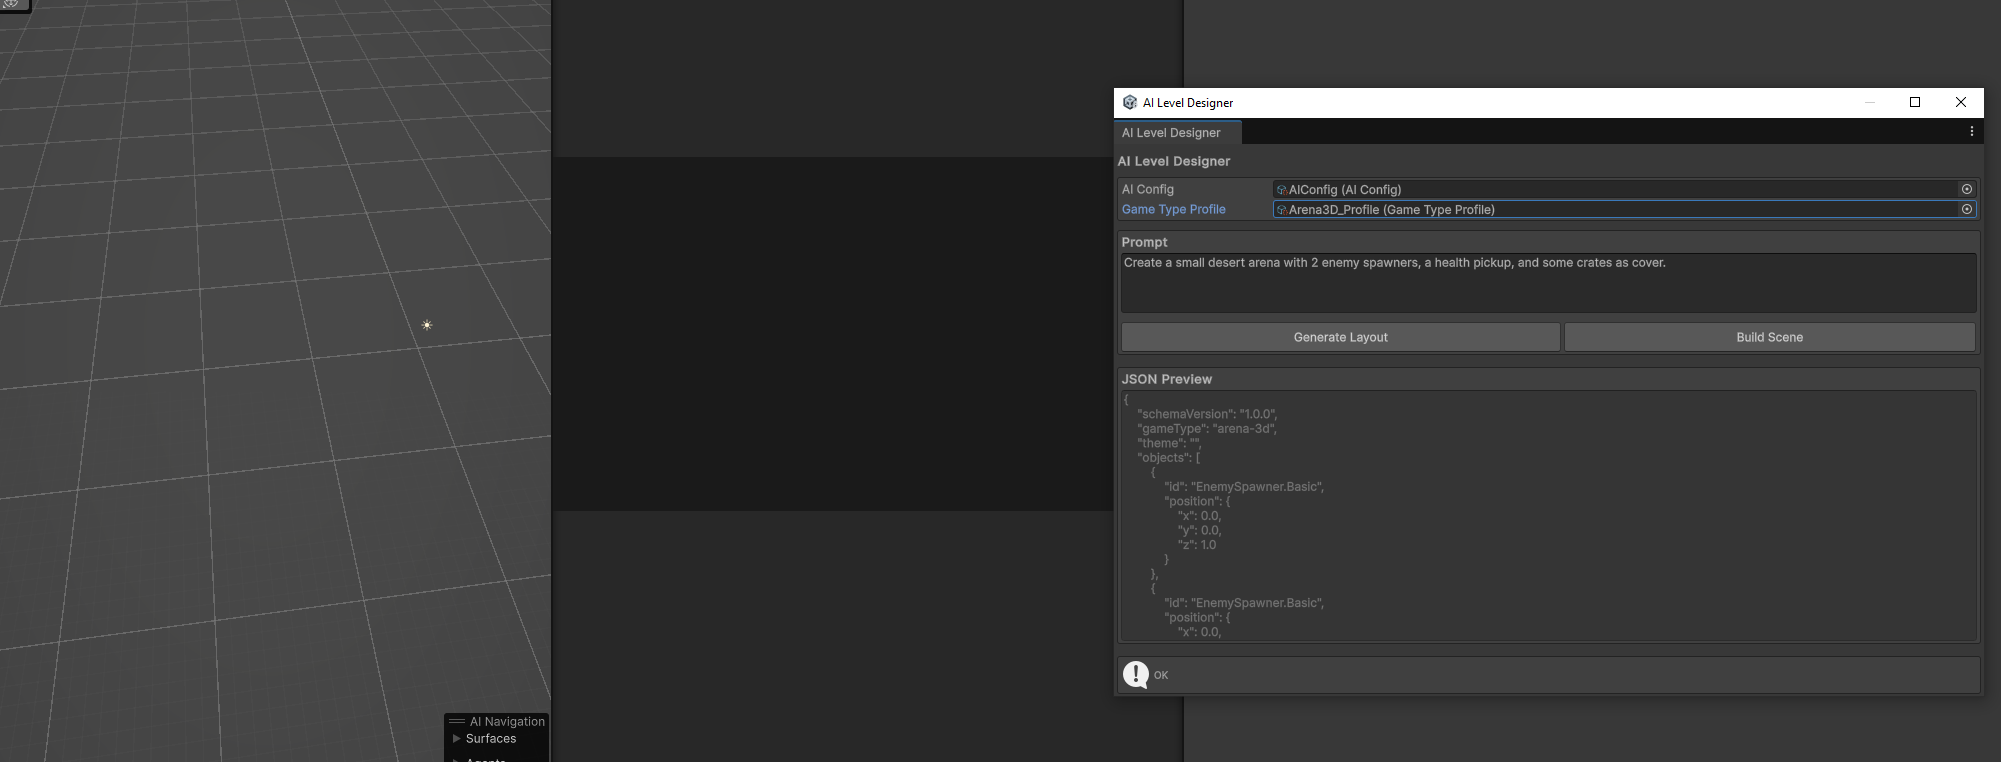 AI Level Designer
AI Level Designer
AI Level Designer
AI Config
AIConfig (AI Config)
Game Type Profile
Arena3D_Profile (Game Type Profile)
Prompt
Create a small desert arena with 2 enemy spawners, a health pickup, and some crates as cover.
Generate Layout
Build Scene
JSON Preview
{
"schemaVersion": "1.0.0",
"gameType": "arena-3d",
"theme": "",
"objects": [
{
"id": "EnemySpawner.Basic",
"position": {
"x": 0.0,
"y": 0.0,
"z": 1.0
}
},
{
"id": "EnemySpawner.Basic",
"position": {
"x": 0.0,
OK
AI Navigation
Surfaces